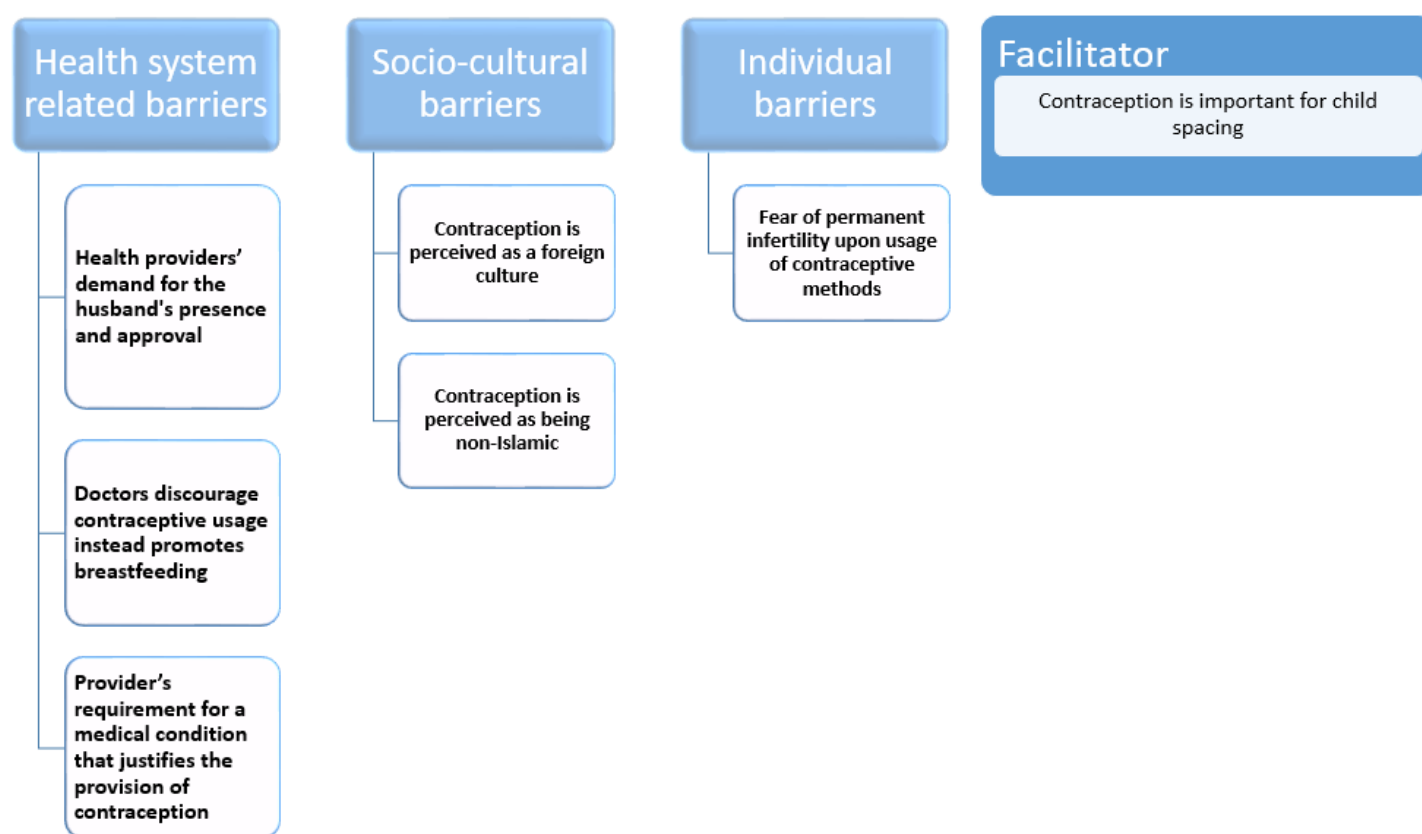 Health system
related barriers
Health providers’
demand for the
husband's presence
and approval
Doctors discourage
contraceptive usage
instead promotes
breastfeeding
Provider’s
requirement for a
medical condition
that justifies the
provision of
contraception
Socio-cultural
barriers
Contraception is
perceived as a foreign
culture
Contraception is
perceived as being
non-Islamic
Individual
barriers
Fear of permanent
infertility upon usage
of contraceptive
methods
Facilitator
Contraception is important for child
spacing